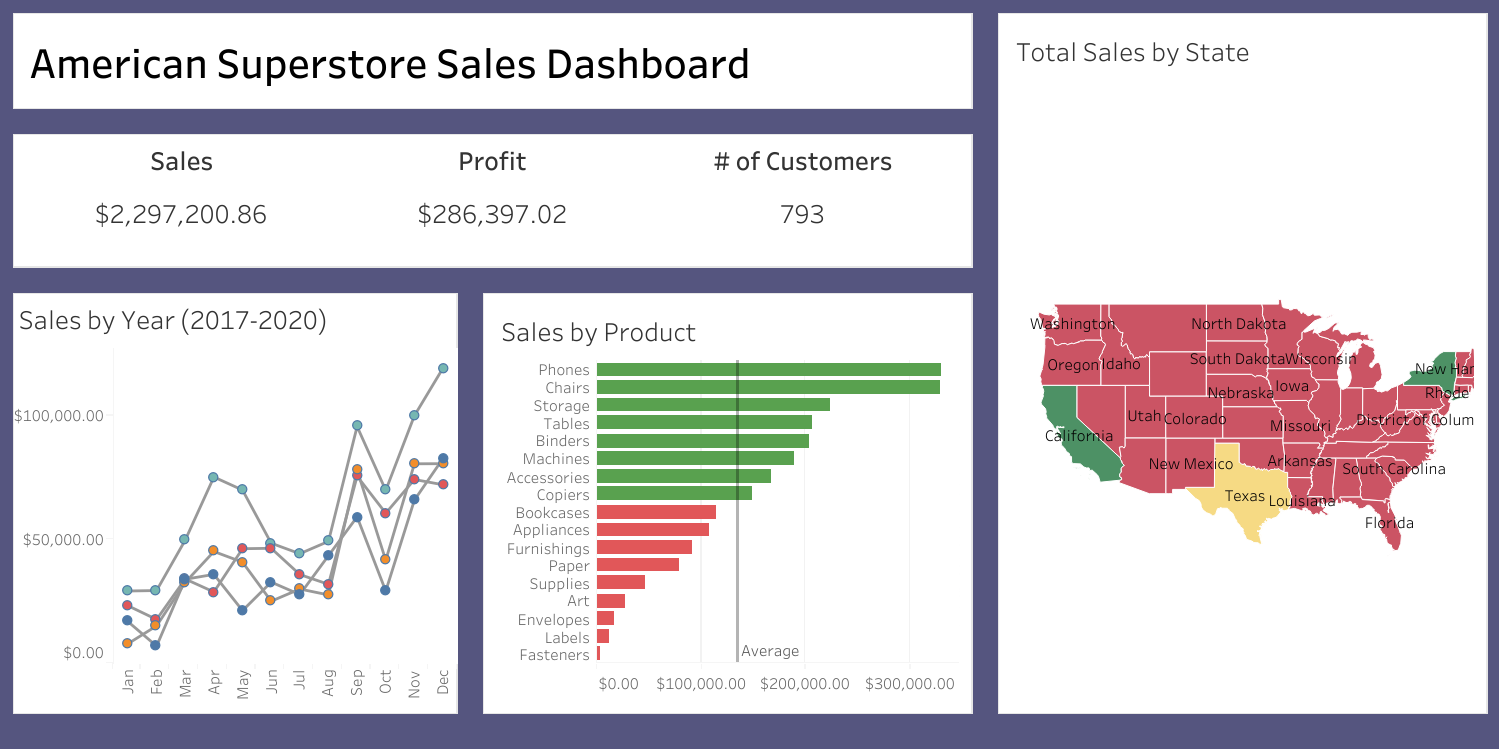 American Superstore Sales Dashboard
Sales Profit # of Customers
$2,297,200.86 $286,397.02 793
Sales by Year (2017-2020)
$100,000.00
$50,000.00
$0.00
Jan Feb Mar Apr May Jun Jul Aug Sep Oct Nov Dec
Sales by Product
Phones
Chairs
Storage
Tables
Binders
Machines
Accessories
Copiers
Bookcases
Appliances
Furnishings
Paper
Supplies
Art
Envelopes
Labels
Fasteners
Average
$0.00 $100,000.00 $200,000.00 $300,000.00
Total Sales by State
Washington North Dakota
Oregon Idaho South Dakota Wisconsin New Har
Nebraska Iowa Rhode
Utah Colorado Missouri District of Colum
California
New Mexico Arkansas South Carolina
Texas Louisiana
Florida